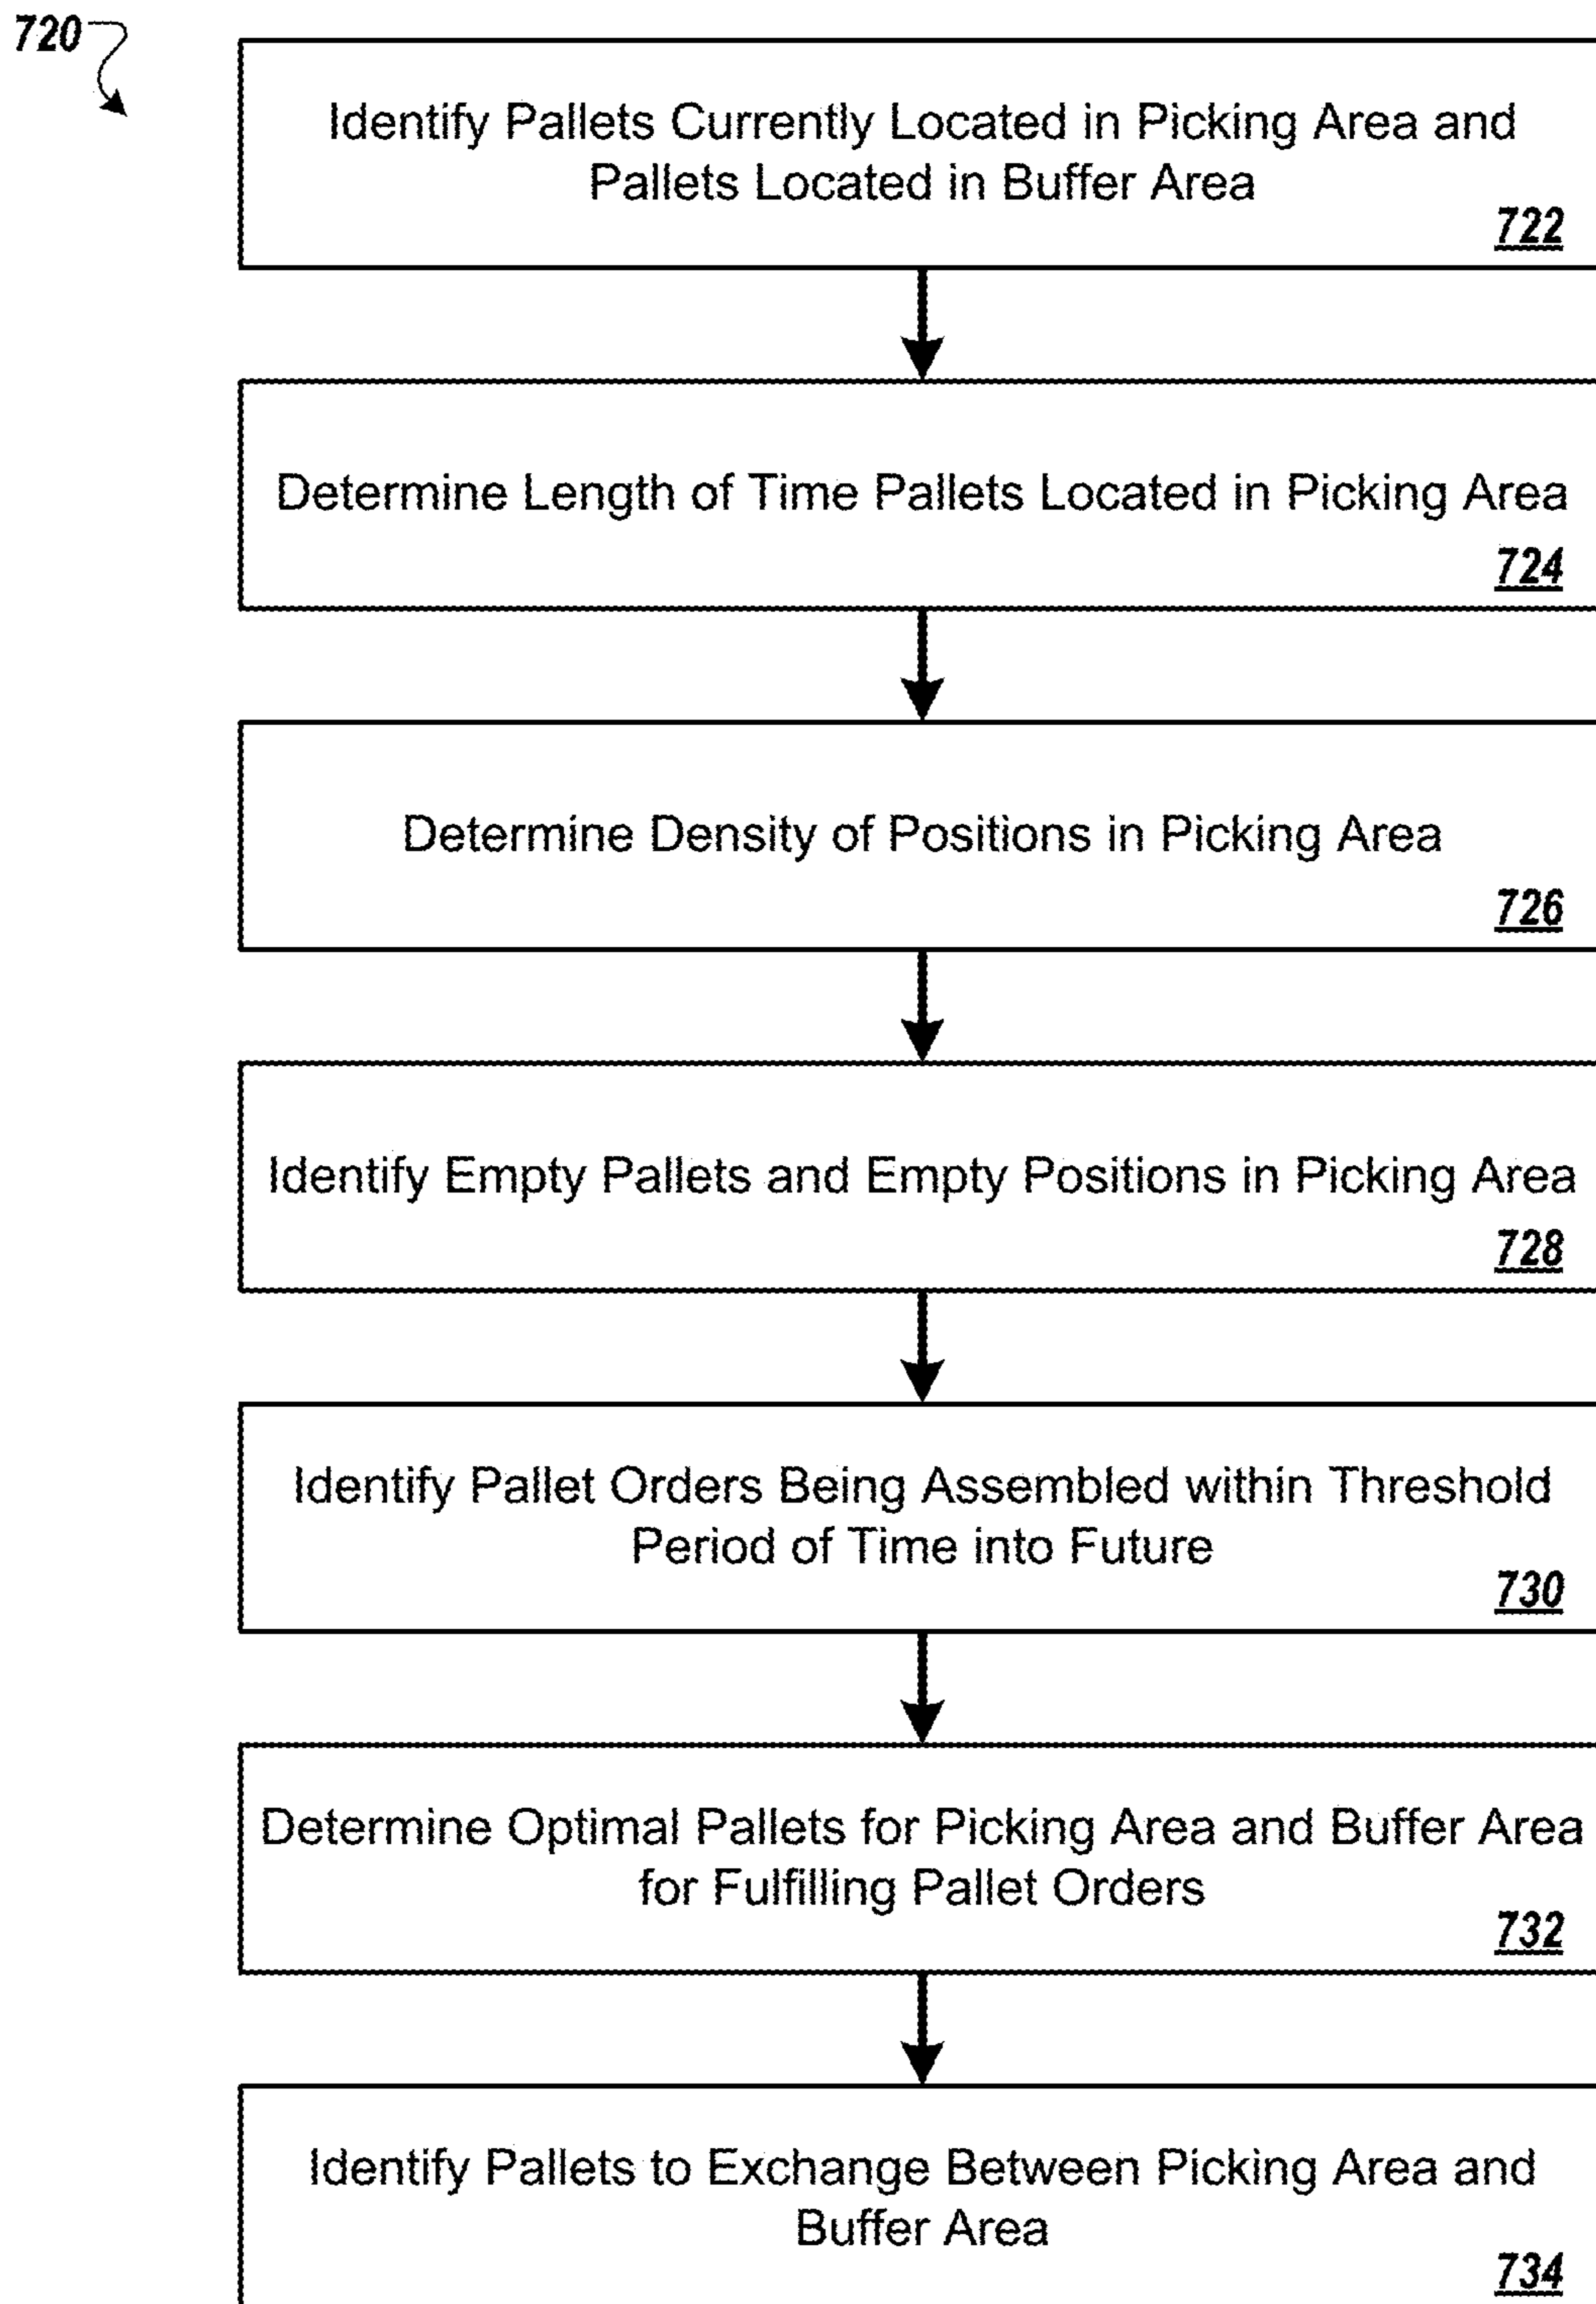 720
Identify Pallets Currently Located in Picking Area and
Pallets Located in Buffer Area
722
Determine Length of Time Pallets Located in Picking Area
724
Determine Density of Positions in Picking Area
726
Identify Empty Pallets and Empty Positions in Picking Area
728
Identify Pallet Orders Being Assembled within Threshold
Period of Time into Future
730
Determine Optimal Pallets for Picking Area and Buffer Area
for Fulfilling Pallet Orders
732
Identify Pallets to Exchange Between Picking Area and
Buffer Area
734